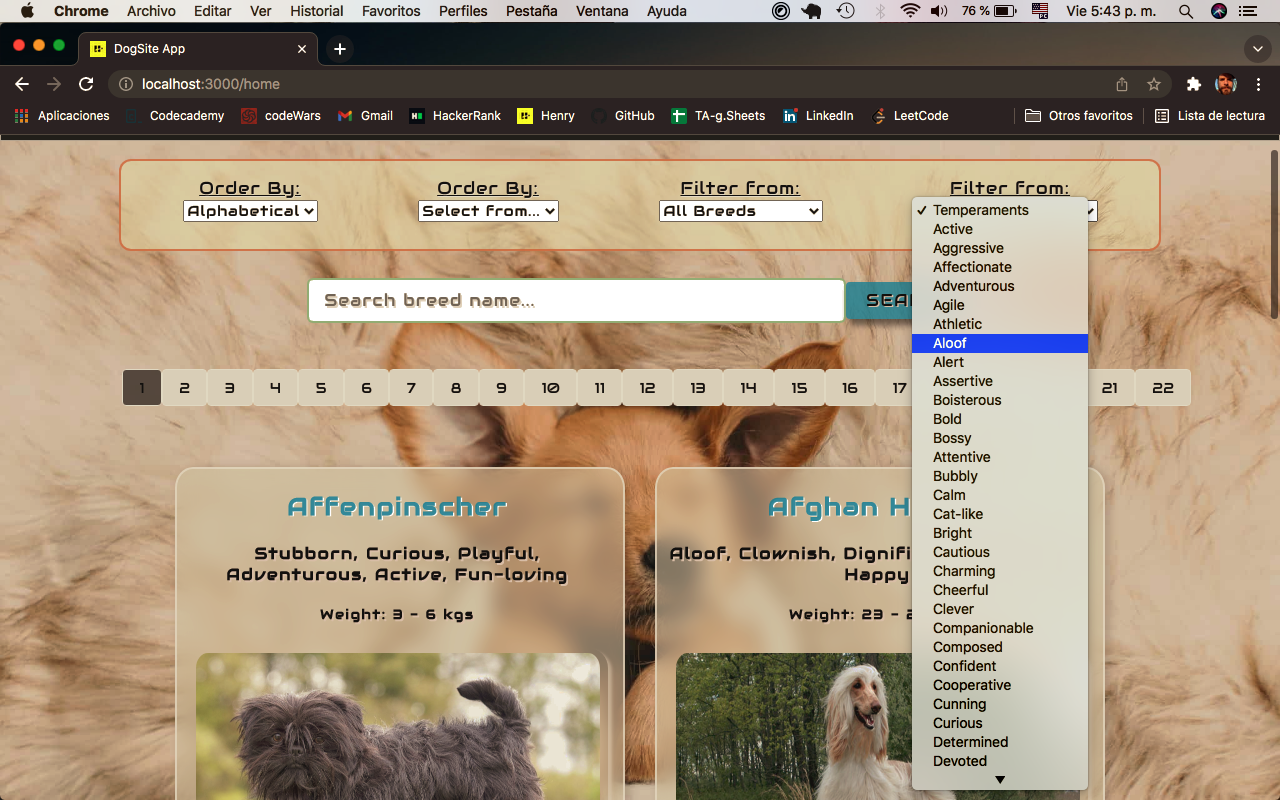 Chrome Archivo Editar Ver Historial Favoritos Perfiles Pestaña Ventana Ayuda 76 % Vie 5:43 p. m.
DogSite App
localhost:3000/home
Aplicaciones Codecademy codeWars Gmail HackerRank Henry GitHub TA-g.Sheets LinkedIn LeetCode Otros favoritos Lista de lectura
Order By: Order By: Filter from: Filter from:
Alphabetical Select from... All Breeds
Search breed name...
1 2 3 4 5 6 7 8 9 10 11 12 13 14 15 16 17 21 22
Affenpinscher
Stubborn, Curious, Playful,
Adventurous, Active, Fun-loving
Weight: 3 - 6 kgs
Afghan H
Aloof, Clownish, Dignifi
Happy
Weight: 23 - 2
Temperaments
Active
Aggressive
Affectionate
Adventurous
Agile
Athletic
Aloof
Alert
Assertive
Boisterous
Bold
Bossy
Attentive
Bubbly
Calm
Cat-like
Bright
Cautious
Charming
Cheerful
Clever
Companionable
Composed
Confident
Cooperative
Cunning
Curious
Determined
Devoted